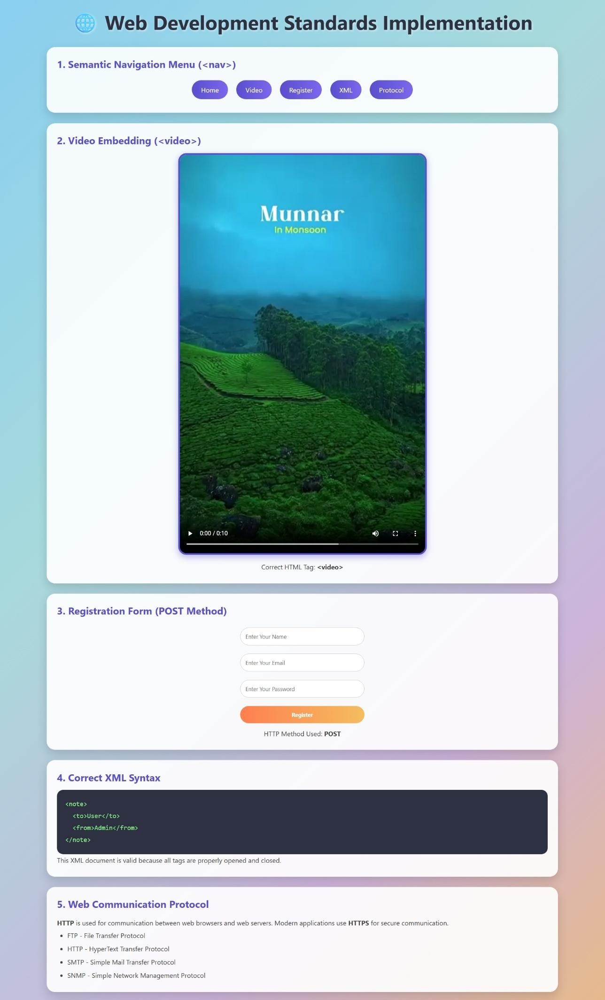 Web Development Standards Implementation
1. Semantic Navigation Menu (<nav>)
Home Video Register XML Protocol
2. Video Embedding (<video>)
Munnar
In Monsoon
0:00 / 0:10
Correct HTML Tag: <video>
3. Registration Form (POST Method)
Enter Your Name
Enter Your Email
Enter Your Password
Register
HTTP Method Used: POST
4. Correct XML Syntax
<note>
  <to>User</to>
  <from>Admin</from>
</note>
This XML document is valid because all tags are properly opened and closed.
5. Web Communication Protocol
HTTP is used for communication between web browsers and web servers. Modern applications use HTTPS for secure communication.
• FTP - File Transfer Protocol
• HTTP - HyperText Transfer Protocol
• SMTP - Simple Mail Transfer Protocol
• SNMP - Simple Network Management Protocol